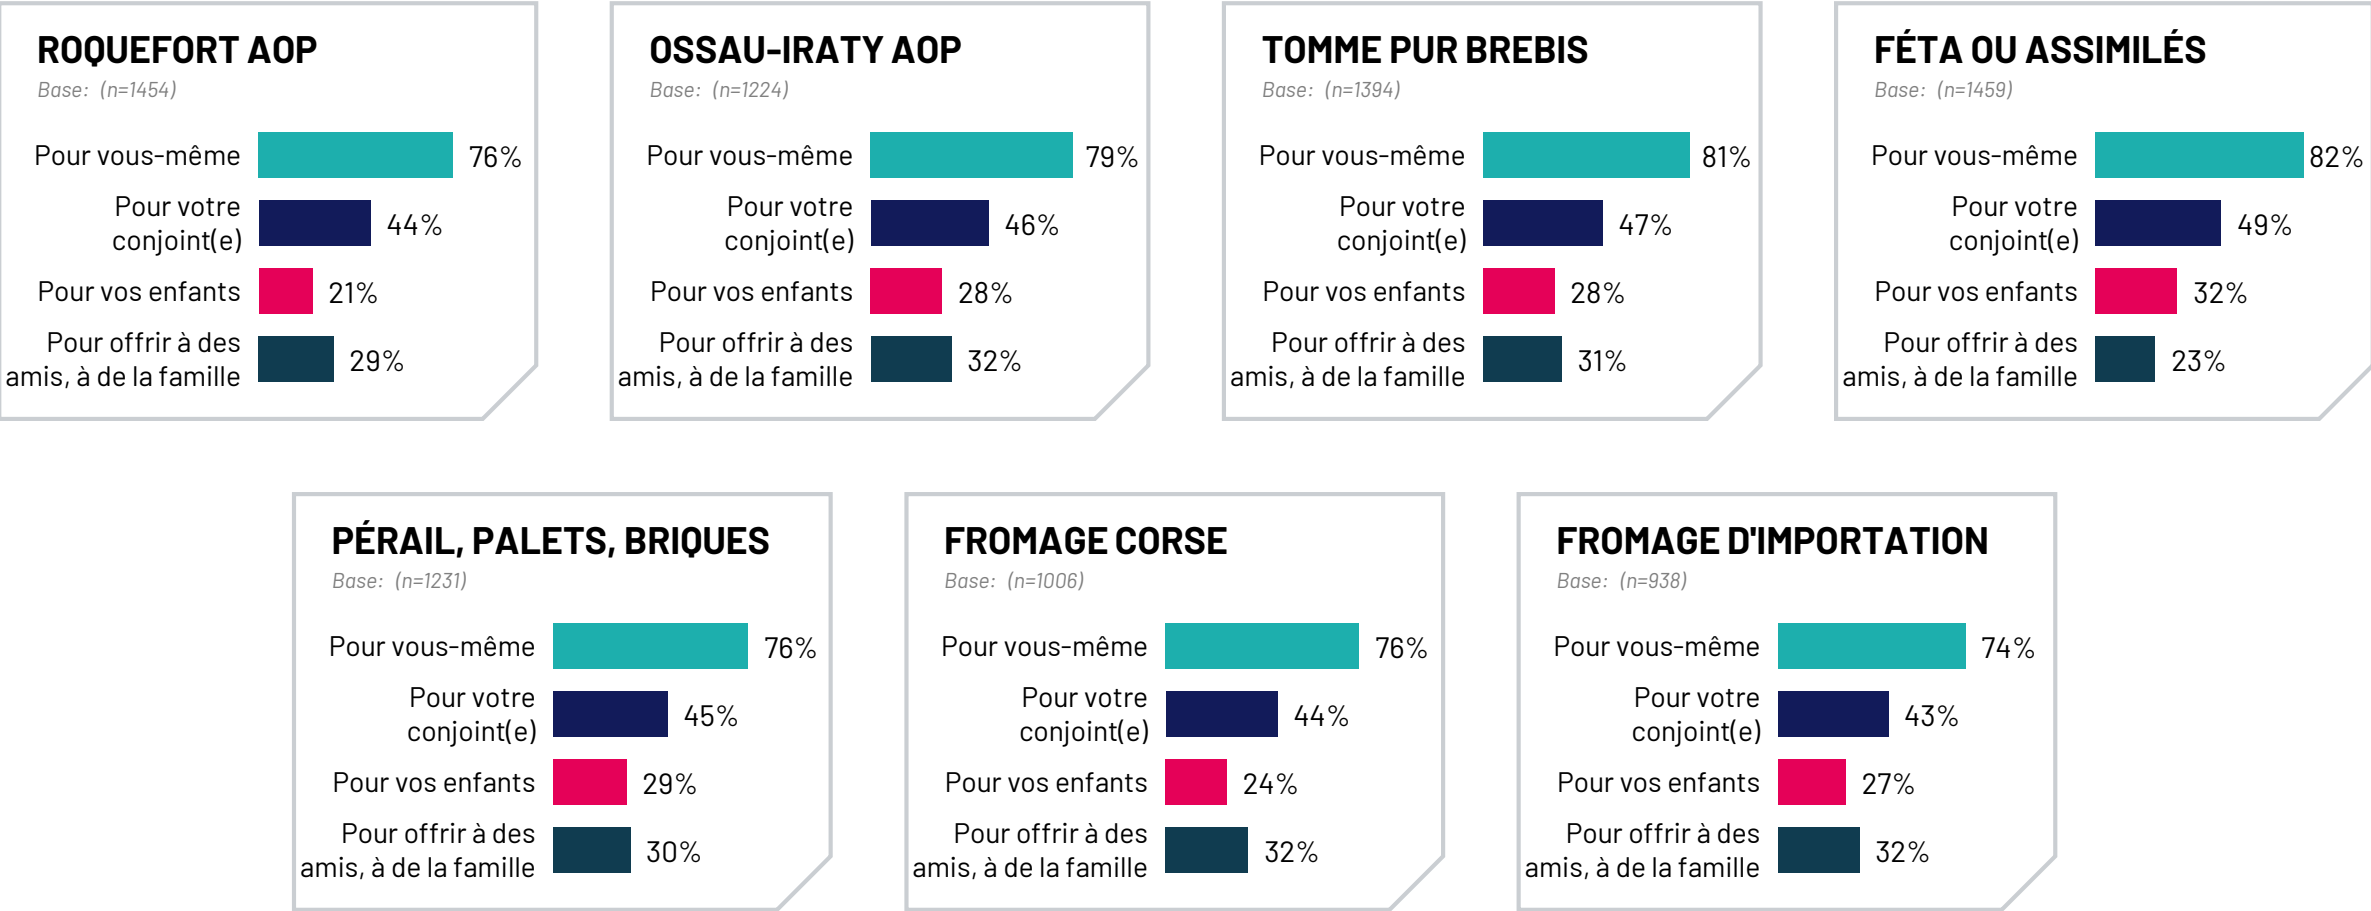 ROQUEFORT AOP
Base: (n=1454)
Pour vous-même 76%
Pour votre
conjoint(e) 44%
Pour vos enfants 21%
Pour offrir à des
amis, à de la famille 29%
OSSAU-IRATY AOP
Base: (n=1224)
Pour vous-même 79%
Pour votre
conjoint(e) 46%
Pour vos enfants 28%
Pour offrir à des
amis, à de la famille 32%
TOMME PUR BREBIS
Base: (n=1394)
Pour vous-même 81%
Pour votre
conjoint(e) 47%
Pour vos enfants 28%
Pour offrir à des
amis, à de la famille 31%
FÉTA OU ASSIMILÉS
Base: (n=1459)
Pour vous-même 82%
Pour votre
conjoint(e) 49%
Pour vos enfants 32%
Pour offrir à des
amis, à de la famille 23%
PÉRAIL, PALETS, BRIQUES
Base: (n=1231)
Pour vous-même 76%
Pour votre
conjoint(e) 45%
Pour vos enfants 29%
Pour offrir à des
amis, à de la famille 30%
FROMAGE CORSE
Base: (n=1006)
Pour vous-même 76%
Pour votre
conjoint(e) 44%
Pour vos enfants 24%
Pour offrir à des
amis, à de la famille 32%
FROMAGE D'IMPORTATION
Base: (n=938)
Pour vous-même 74%
Pour votre
conjoint(e) 43%
Pour vos enfants 27%
Pour offrir à des
amis, à de la famille 32%